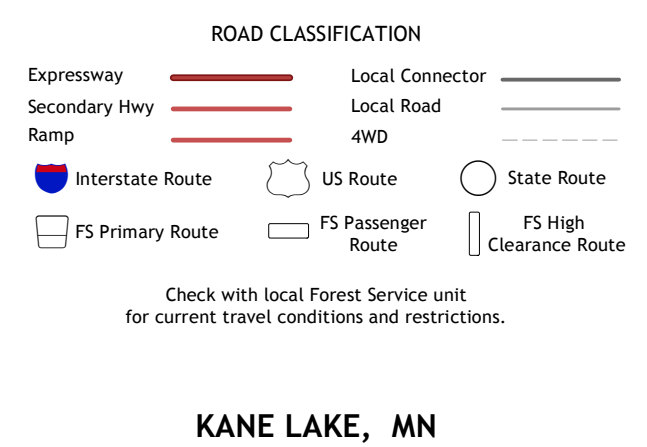 ROAD CLASSIFICATION
Expressway
Local Connector
Secondary Hwy
Local Road
Ramp
4WD
Interstate Route
US Route
State Route
FS Primary Route
FS Passenger
Route
FS High
Clearance Route
Check with local Forest Service unit
for current travel conditions and restrictions.
KANE LAKE, MN